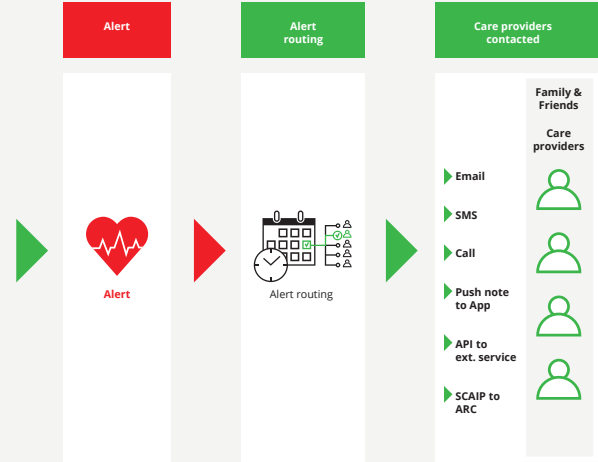 Alert
Alert
routing
Care providers
contacted
Alert
Alert routing
Email
SMS
Call
Push note
to App
API to
ext. service
SCAIP to
ARC
Family &
Friends
Care
providers